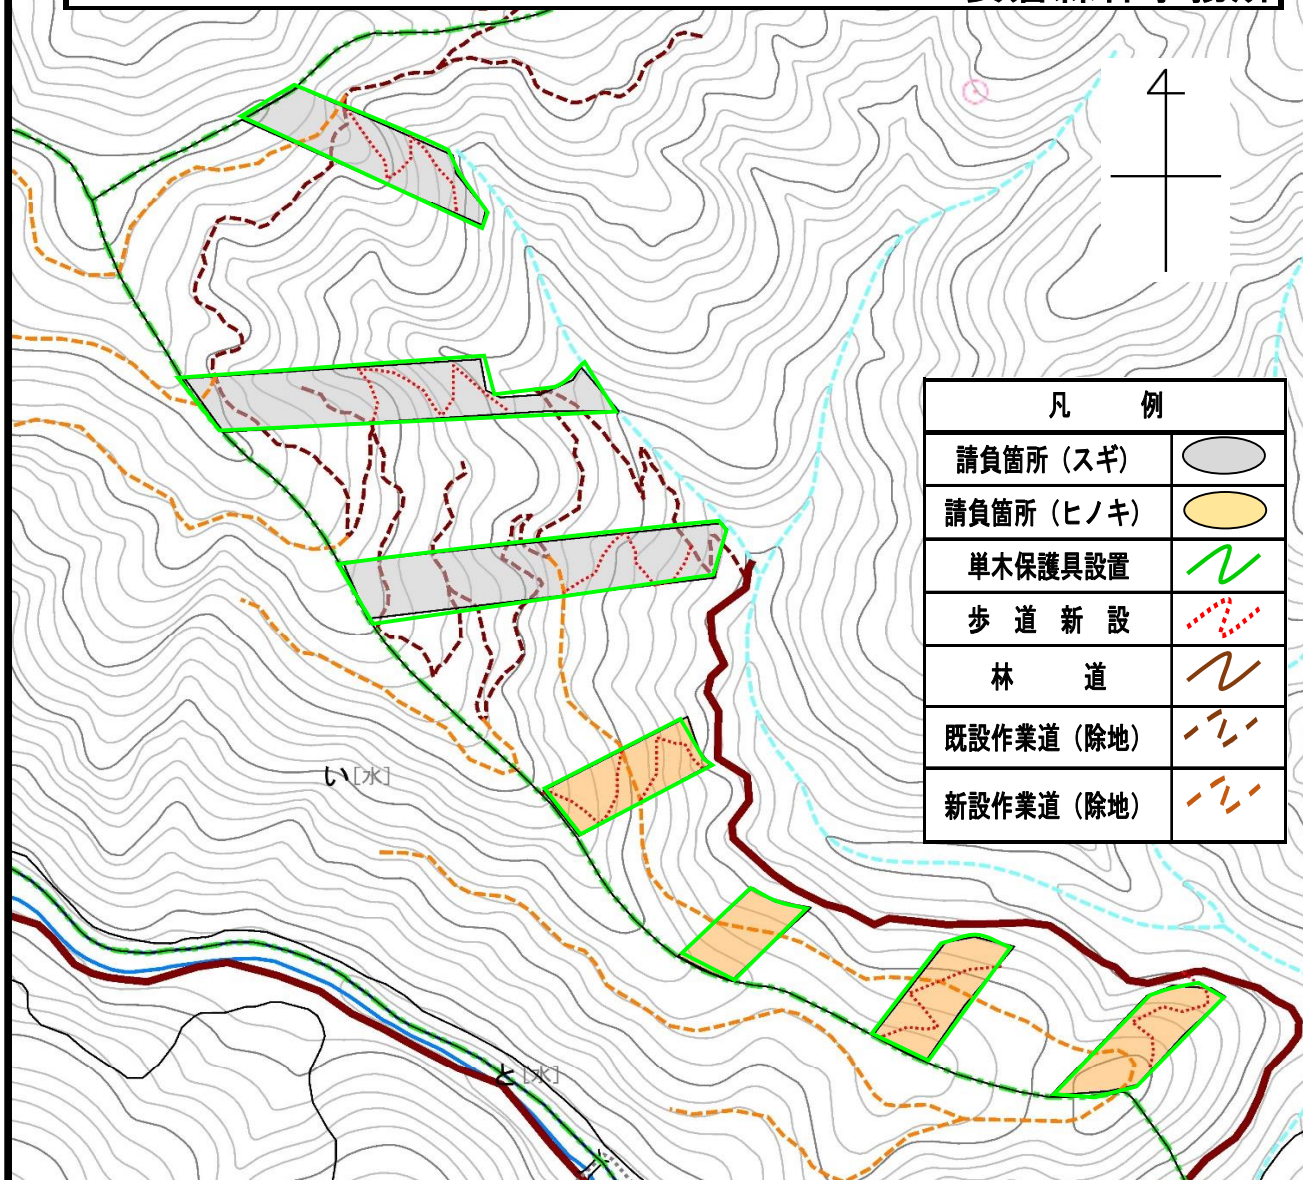 凡 例
請負箇所（スギ）
請負箇所（ヒノキ）
単木保護具設置
歩 道 新 設
林 道
既設作業道（除地）
新設作業道（除地）
い[水]
と[水]